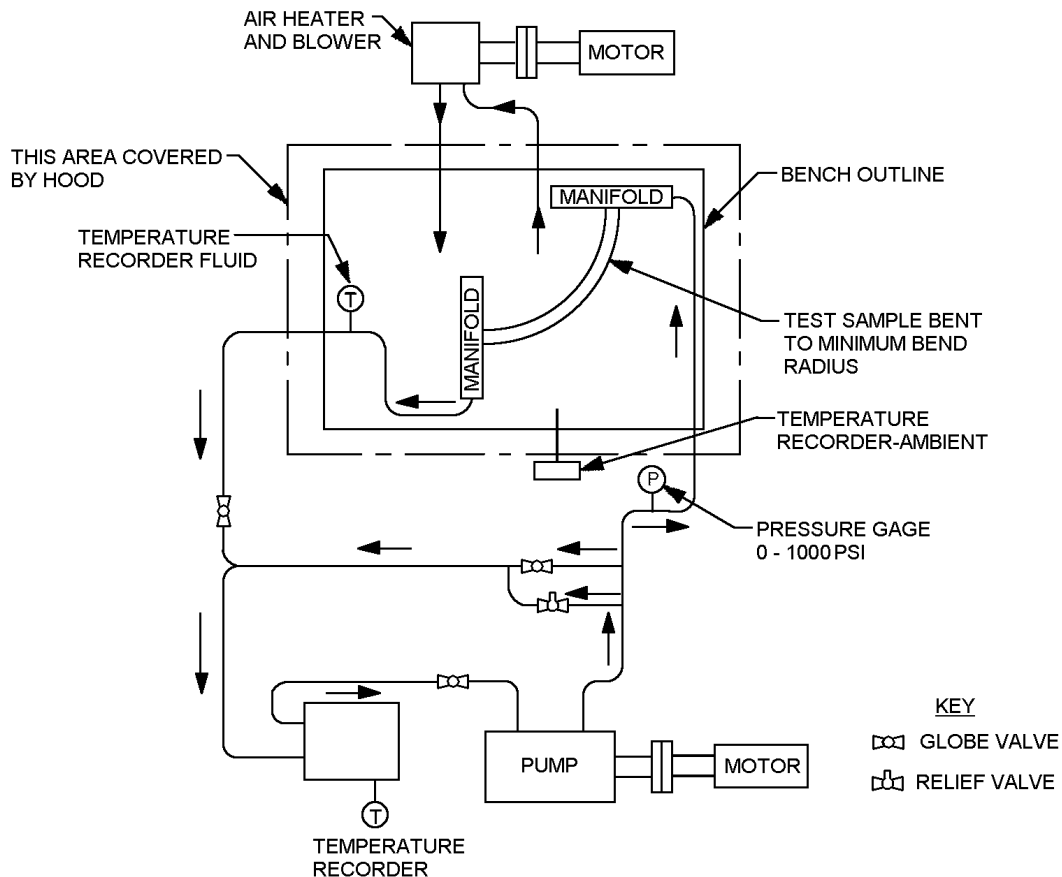 AIR HEATER
AND BLOWER
MOTOR
THIS AREA COVERED
BY HOOD
MANIFOLD
BENCH OUTLINE
TEMPERATURE
RECORDER FLUID
T
MANIFOLD
TEST SAMPLE BENT
TO MINIMUM BEND
RADIUS
TEMPERATURE
RECORDER-AMBIENT
P
PRESSURE GAGE
0 - 1000 PSI
KEY
GLOBE VALVE
RELIEF VALVE
PUMP
MOTOR
T
TEMPERATURE
RECORDER